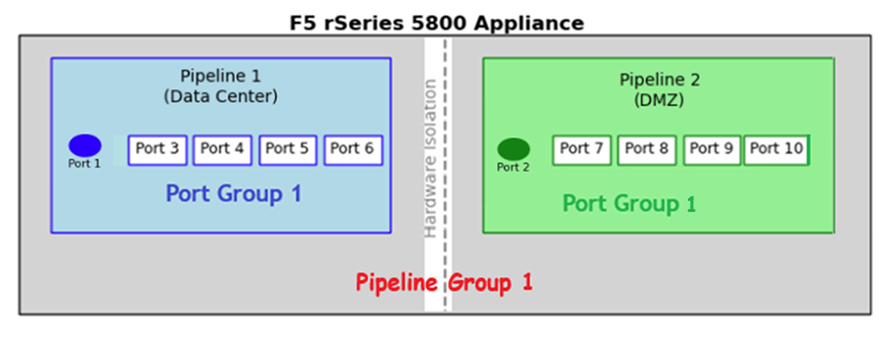 F5 rSeries 5800 Appliance
Pipeline 1
(Data Center)
Port 1
Port 3
Port 4
Port 5
Port 6
Port Group 1
Hardware Isolation
Pipeline 2
(DMZ)
Port 2
Port 7
Port 8
Port 9
Port 10
Port Group 1
Pipeline Group 1